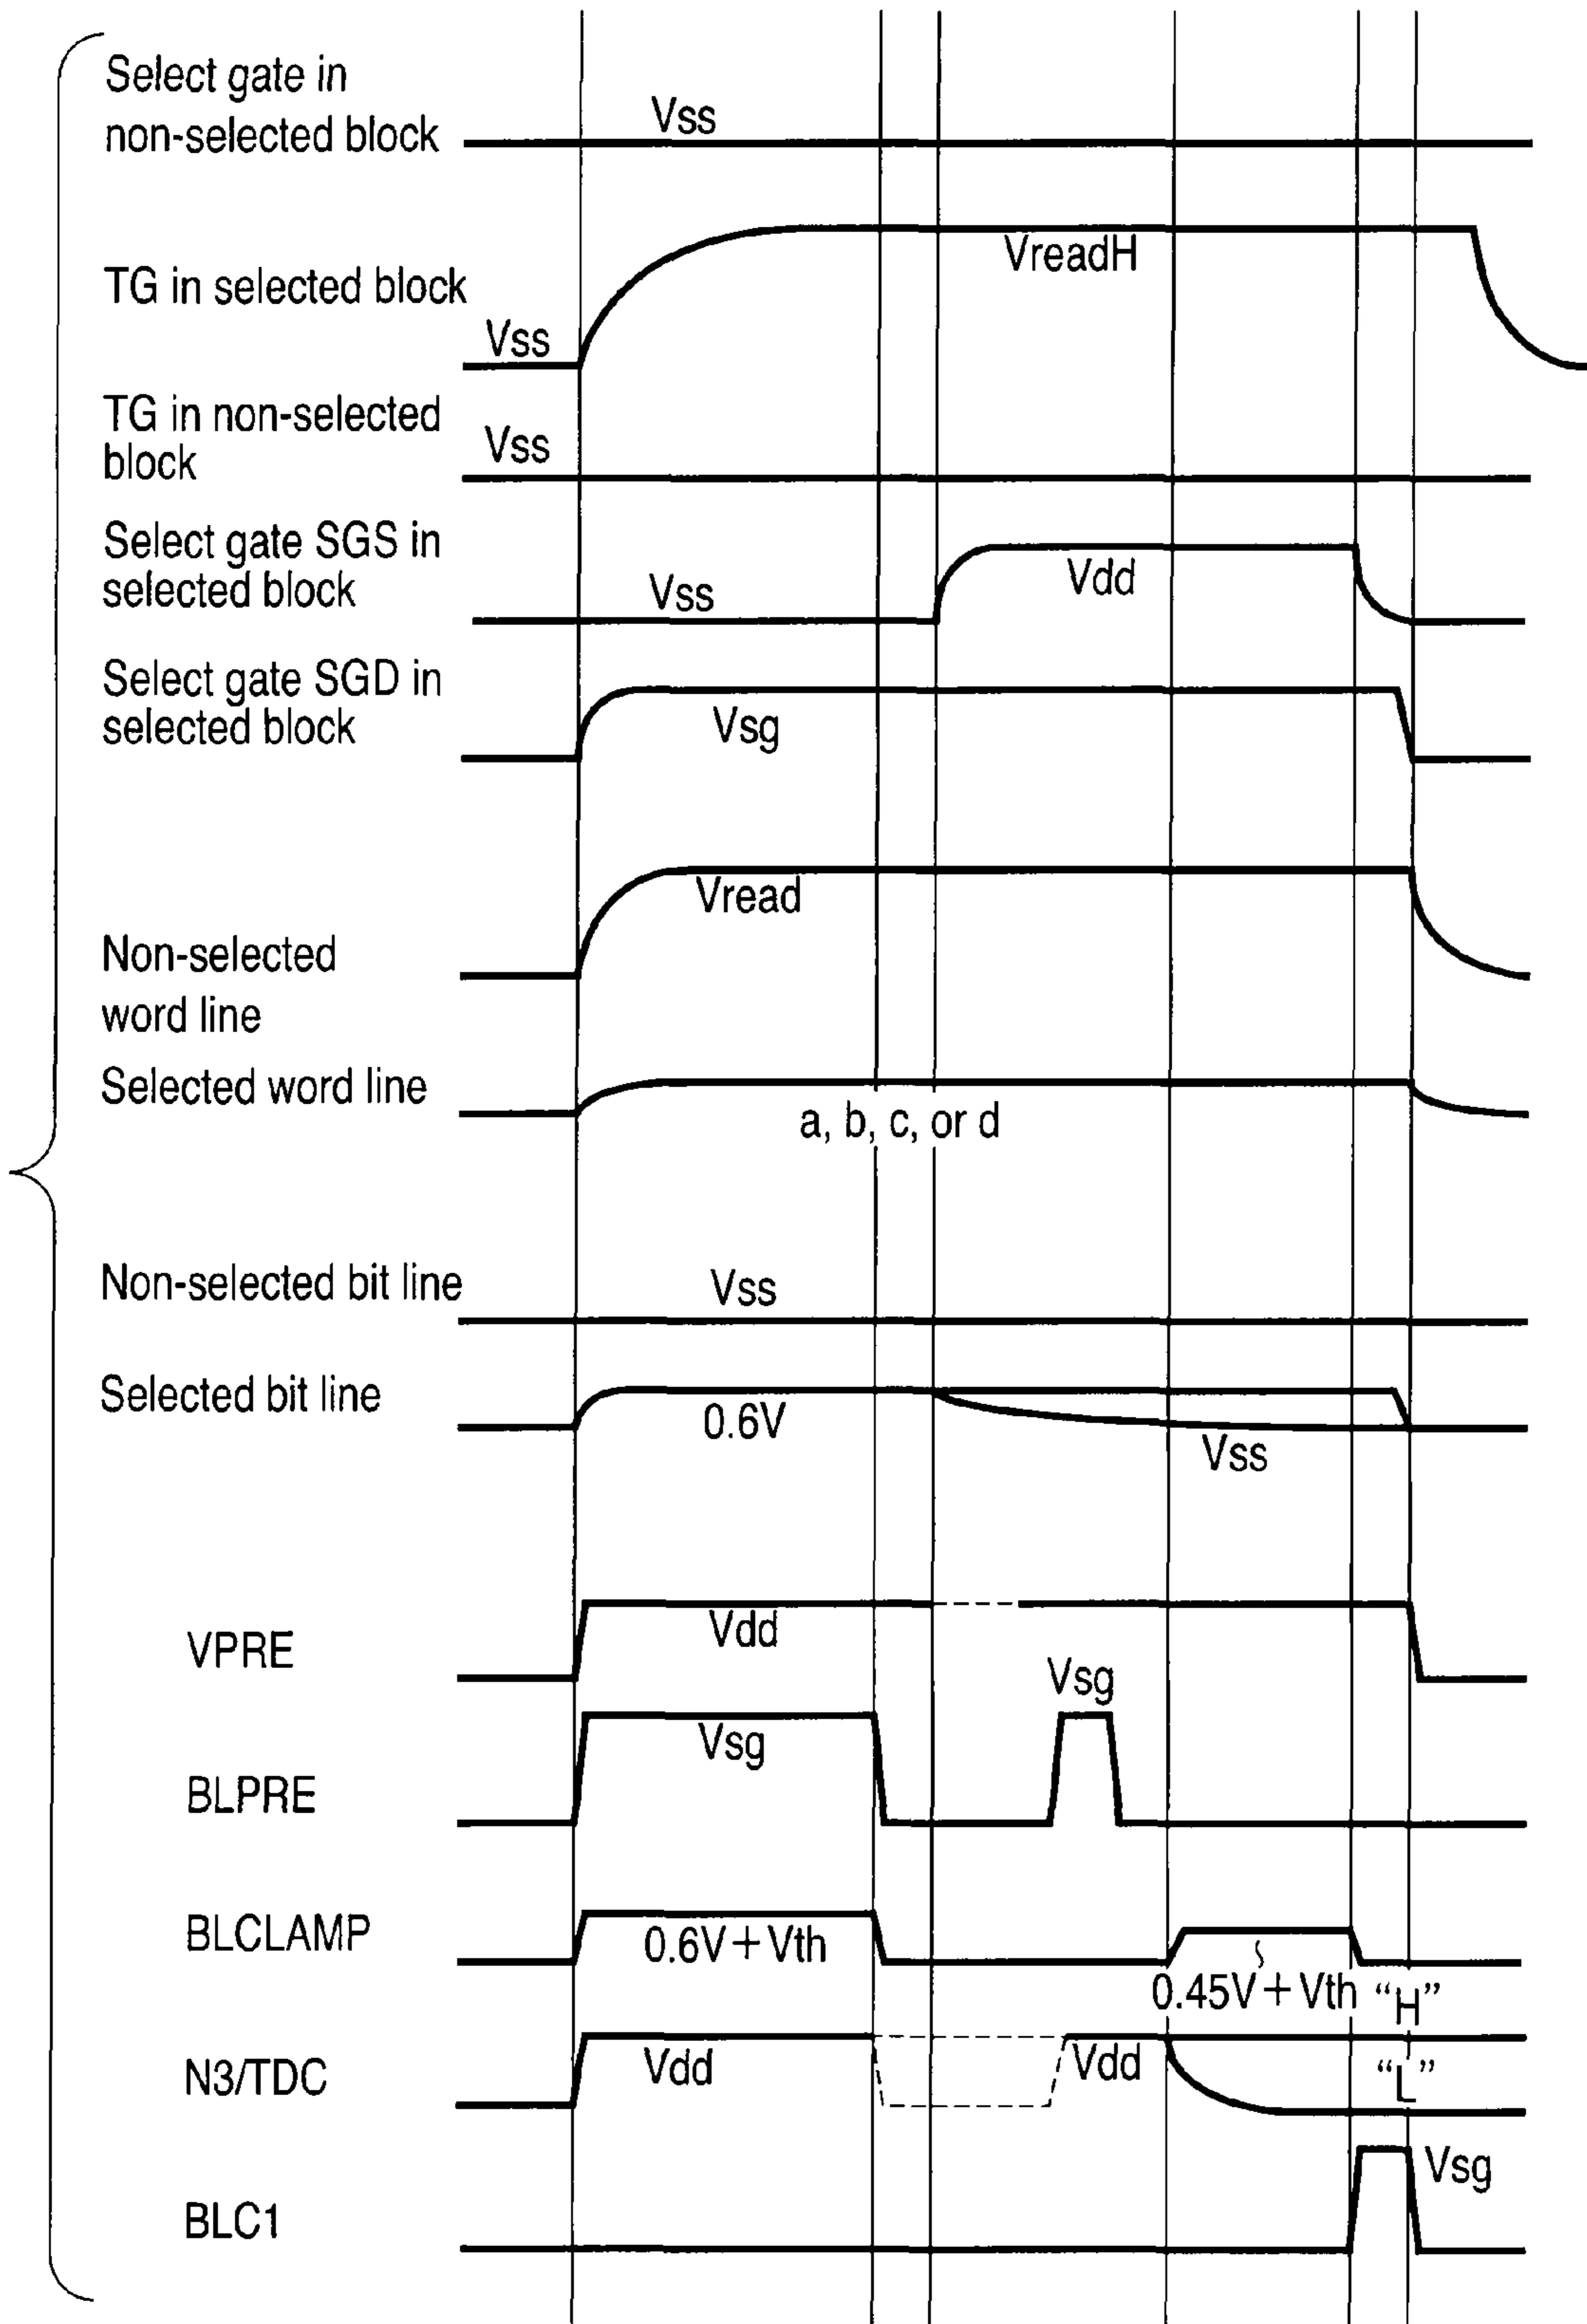 Select gate in
non-selected block
Vss
TG in selected block
Vss
VreadH
TG in non-selected
block
Vss
Select gate SGS in
selected block
Vss
Vdd
Select gate SGD in
selected block
Vsg
Non-selected
word line
Vread
Selected word line
a, b, c, or d
Non-selected bit line
Vss
Selected bit line
0.6V
Vss
VPRE
Vdd
BLPRE
Vsg
Vsg
BLCLAMP
0.6V+Vth
0.45V+Vth
N3/TDC
Vdd
Vdd
“H”
“L”
BLC1
Vsg